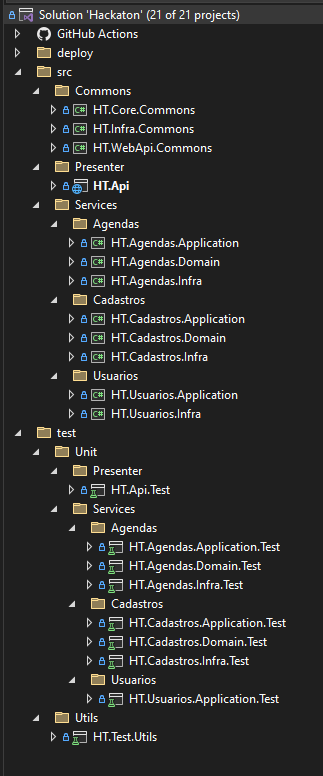 Solution 'Hackaton' (21 of 21 projects)
GitHub Actions
deploy
src
Commons
C# HT.Core.Commons
C# HT.Infra.Commons
C# HT.WebApi.Commons
Presenter
HT.Api
Services
Agendas
C# HT.Agendas.Application
C# HT.Agendas.Domain
C# HT.Agendas.Infra
Cadastros
C# HT.Cadastros.Application
C# HT.Cadastros.Domain
C# HT.Cadastros.Infra
Usuarios
C# HT.Usuarios.Application
C# HT.Usuarios.Infra
test
Unit
Presenter
HT.Api.Test
Services
Agendas
HT.Agendas.Application.Test
HT.Agendas.Domain.Test
HT.Agendas.Infra.Test
Cadastros
HT.Cadastros.Application.Test
HT.Cadastros.Domain.Test
HT.Cadastros.Infra.Test
Usuarios
HT.Usuarios.Application.Test
Utils
HT.Test.Utils